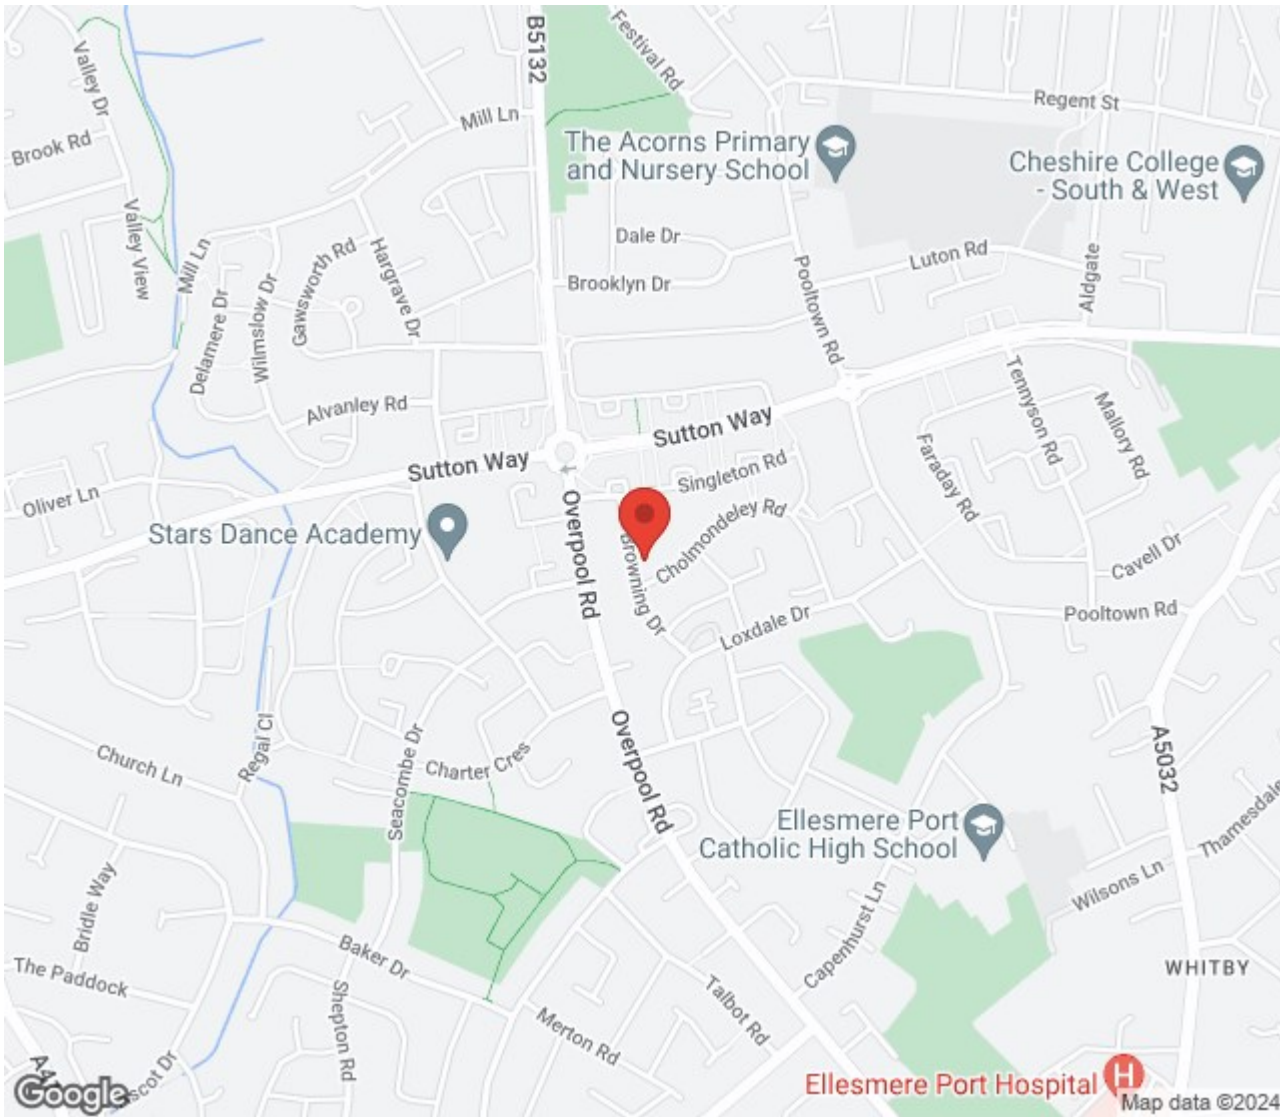 B5132
Festival Rd
Valley Dr
Regent St
Mill Ln
The Acorns Primary
and Nursery School
Brook Rd
Cheshire College
- South & West
Valley View
Mill Ln
Gawsworth Rd
Hargrave Dr
Dale Dr
Luton Rd
Aldgate
Brooklyn Dr
Pooltown Rd
Delamere Dr
Wilmslow Dr
Alvanley Rd
Tennyson Rd
Mallory Rd
Sutton Way
Sutton Way
Faraday Rd
Singleton Rd
Oliver Ln
Stars Dance Academy
Overpool Rd
Browning Dr
Cholmondeley Rd
Cavell Dr
Loxdale Dr
Pooltown Rd
Overpool Rd
Regal Cl
Church Ln
Seacombe Dr
Charter Cres
A5032
Ellesmere Port
Catholic High School
Thamesdale
Wilsons Ln
Bridle Way
Capenhurst Ln
Baker Dr
The Paddock
WHITBY
Shepton Rd
Talbot Rd
Merton Rd
Ellesmere Port Hospital
H
Google
Map data ©2024